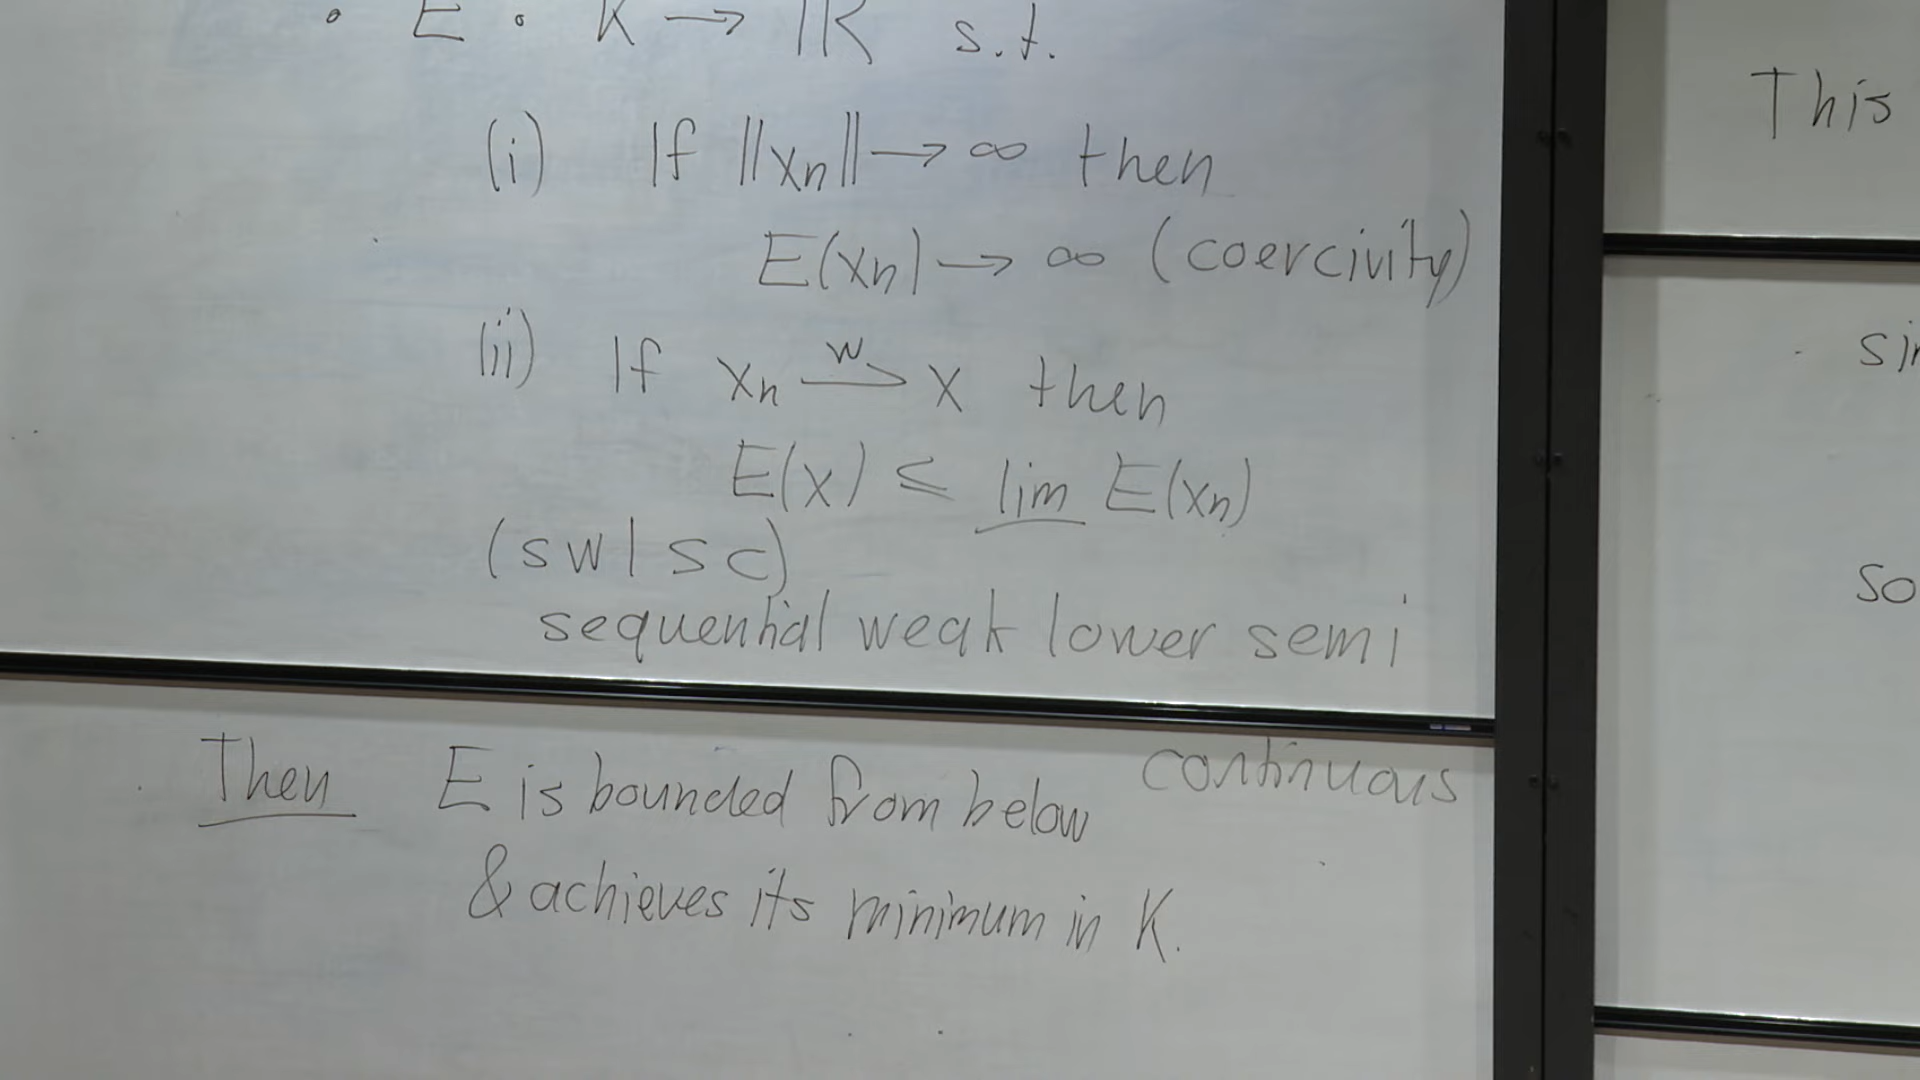 • E : K → ℝ s.t.
(i) If ‖xn‖ → ∞ then
E(xn) → ∞ (coercivity)
(ii) If xn —w⇀ x then
E(x) ≤ <u>lim</u> E(xn)
(swlsc)
sequential weak lower semi
continuous
Then E is bounded from below
& achieves its minimum in K.
This